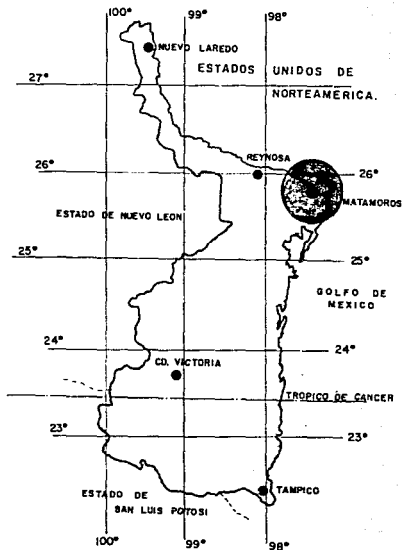 100° 99° 98°
NUEVO LAREDO
ESTADOS UNIDOS DE
NORTEAMERICA.
27°
REYNOSA
26° 26°
MATAMOROS
ESTADO DE NUEVO LEON
25° 25°
GOLFO DE
MEXICO
24° 24°
CD. VICTORIA
TROPICO DE CANCER
23° 23°
ESTADO DE
SAN LUIS POTOSI
TAMPICO
100° 99° 98°